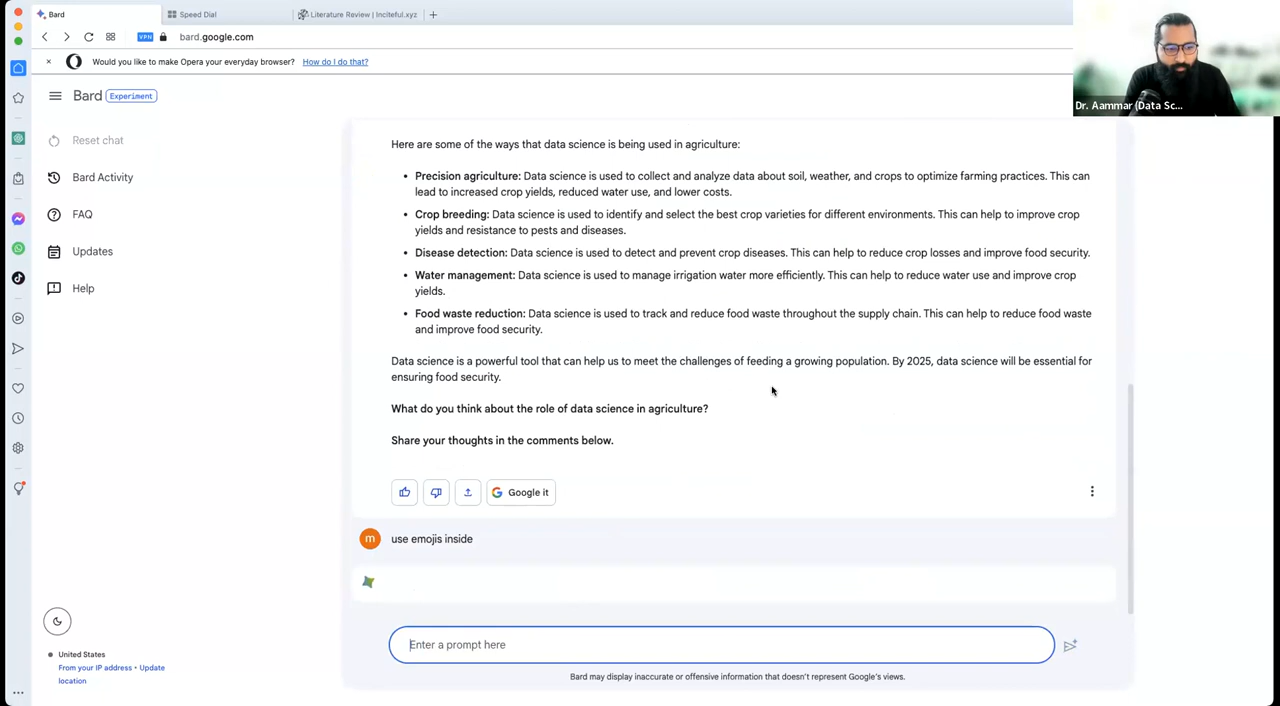 Bard
Speed Dial
Literature Review | Inciteful.xyz
VPN
bard.google.com
Would you like to make Opera your everyday browser? How do I do that?
Dr. Aammar (Data Sc...
Bard Experiment
Reset chat
Bard Activity
FAQ
Updates
Help
Here are some of the ways that data science is being used in agriculture:
• Precision agriculture: Data science is used to collect and analyze data about soil, weather, and crops to optimize farming practices. This can
lead to increased crop yields, reduced water use, and lower costs.
• Crop breeding: Data science is used to identify and select the best crop varieties for different environments. This can help to improve crop
yields and resistance to pests and diseases.
• Disease detection: Data science is used to detect and prevent crop diseases. This can help to reduce crop losses and improve food security.
• Water management: Data science is used to manage irrigation water more efficiently. This can help to reduce water use and improve crop
yields.
• Food waste reduction: Data science is used to track and reduce food waste throughout the supply chain. This can help to reduce food waste
and improve food security.
Data science is a powerful tool that can help us to meet the challenges of feeding a growing population. By 2025, data science will be essential for
ensuring food security.
What do you think about the role of data science in agriculture?
Share your thoughts in the comments below.
Google it
m
use emojis inside
Enter a prompt here
Bard may display inaccurate or offensive information that doesn't represent Google's views.
United States
From your IP address • Update
location